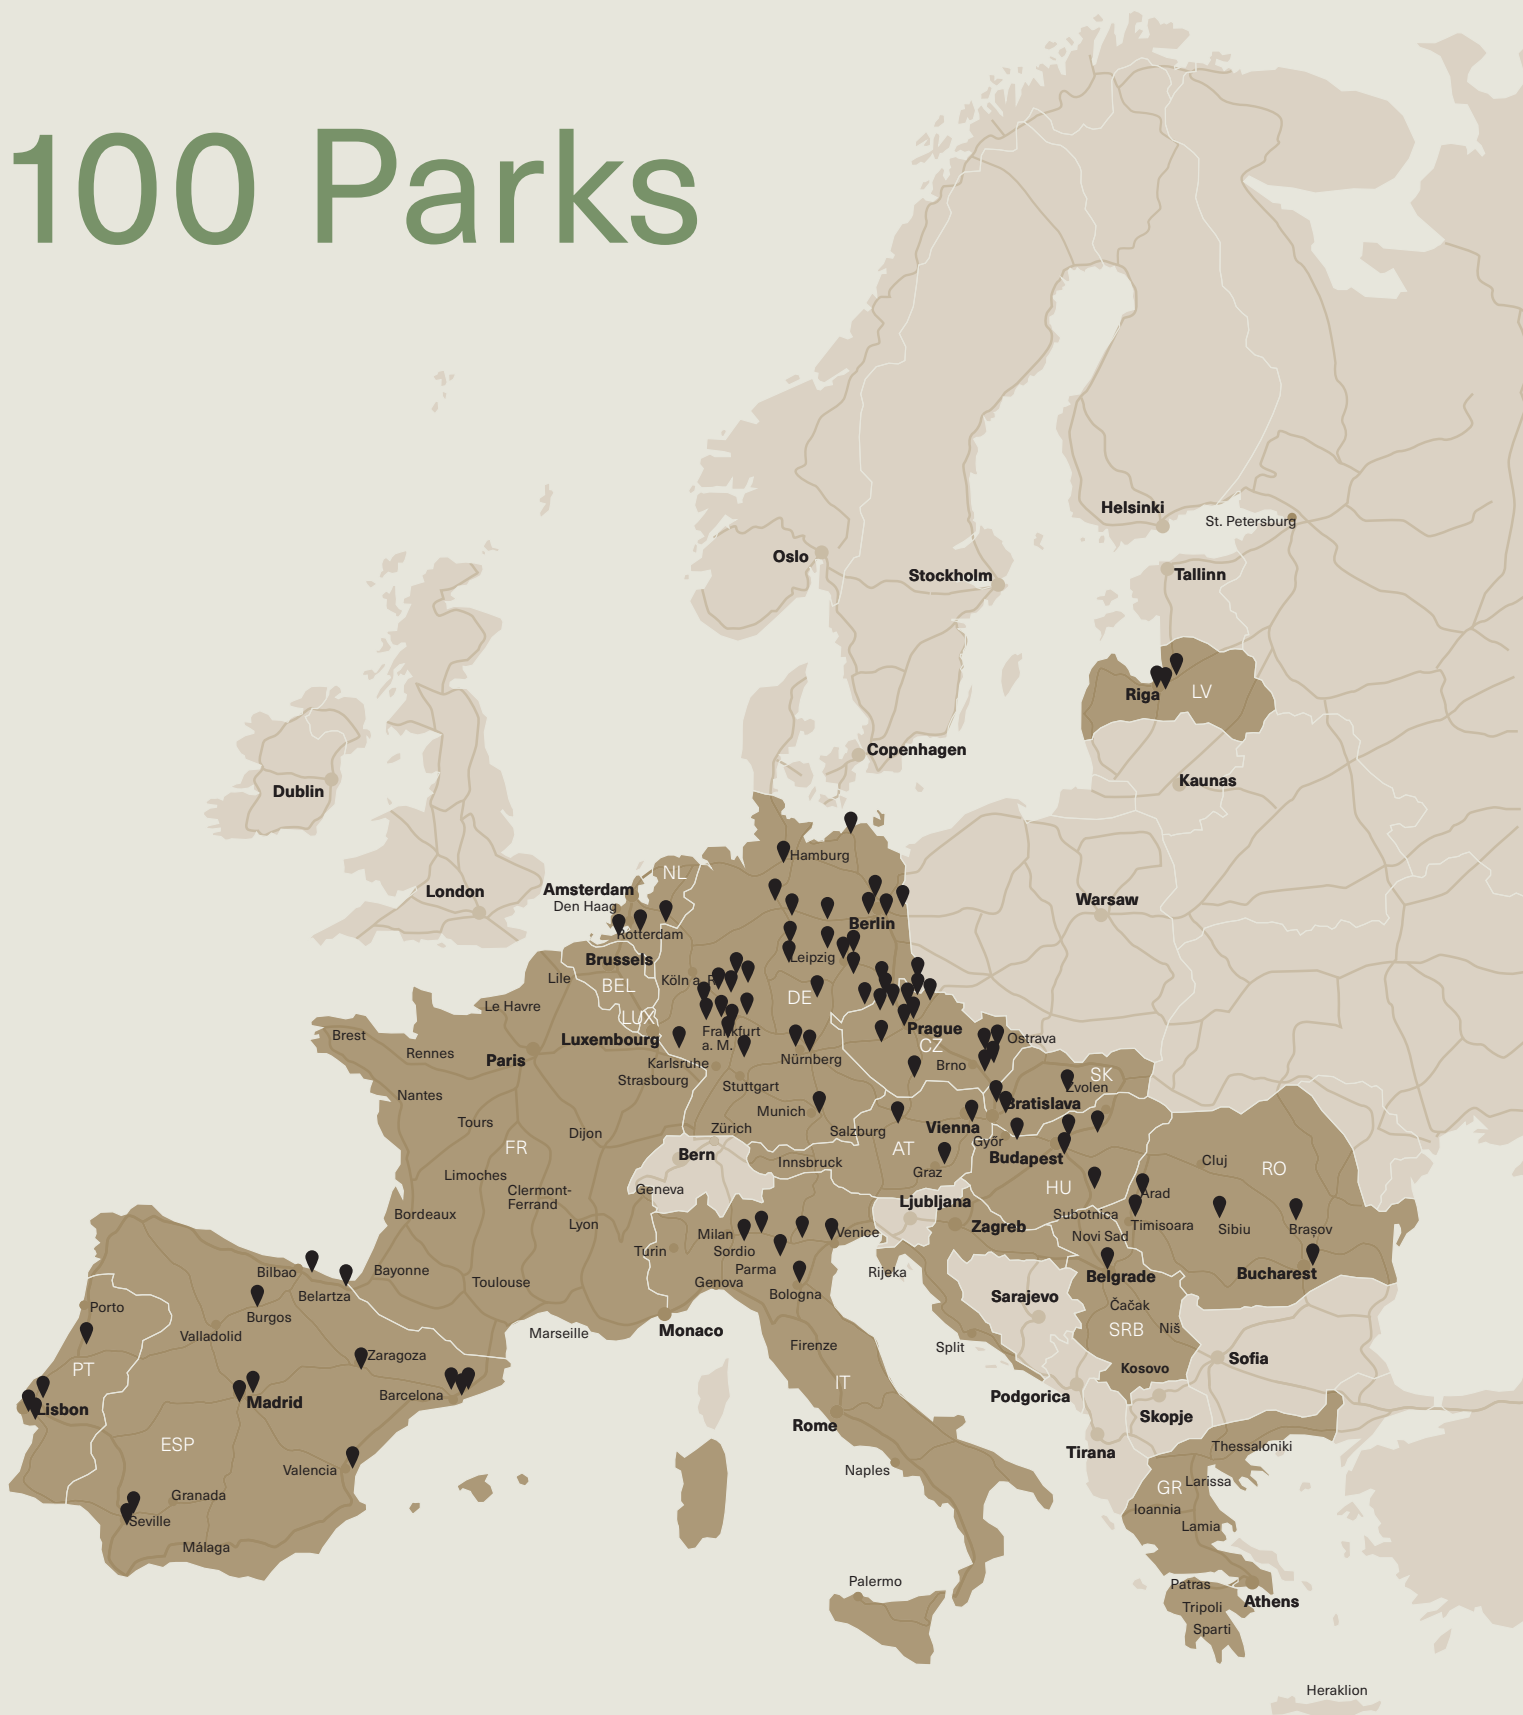 100 Parks
Helsinki
St. Petersburg
Oslo
Stockholm
Tallinn
Riga
LV
Copenhagen
Kaunas
Dublin
Hamburg
NL
London
Amsterdam
Den Haag
Warsaw
Berlin
Rotterdam
Brussels
Leipzig
Lile
Köln a. R
BEL
DE
Le Havre
LUX
Brest
Luxembourg
Frankfurt
a. M.
Prague
Ostrava
CZ
Rennes
Paris
Nürnberg
Karlsruhe
Brno
SK
Strasbourg
Stuttgart
Zvolen
Nantes
Munich
Bratislava
Tours
Dijon
Zürich
Salzburg
Vienna
Győr
FR
Bern
AT
Budapest
Innsbruck
Cluj
RO
Limoches
Graz
Geneva
HU
Clermont-
Ferrand
Arad
Ljubljana
Bordeaux
Lyon
Subotnica
Zagreb
Timisoara
Sibiu
Brașov
Milan
Venice
Novi Sad
Turin
Sordio
Bilbao
Bayonne
Parma
Rijeka
Belgrade
Bucharest
Toulouse
Genova
Belartza
Bologna
Sarajevo
Porto
Čačak
Burgos
Valladolid
Marseille
Monaco
SRB
Niš
Firenze
Split
Zaragoza
Sofia
PT
Kosovo
IT
Barcelona
Podgorica
Madrid
Lisbon
Skopje
Rome
ESP
Thessaloniki
Tirana
Valencia
Naples
GR
Larissa
Granada
Ioannia
Seville
Lamia
Málaga
Palermo
Patras
Athens
Tripoli
Sparti
Heraklion